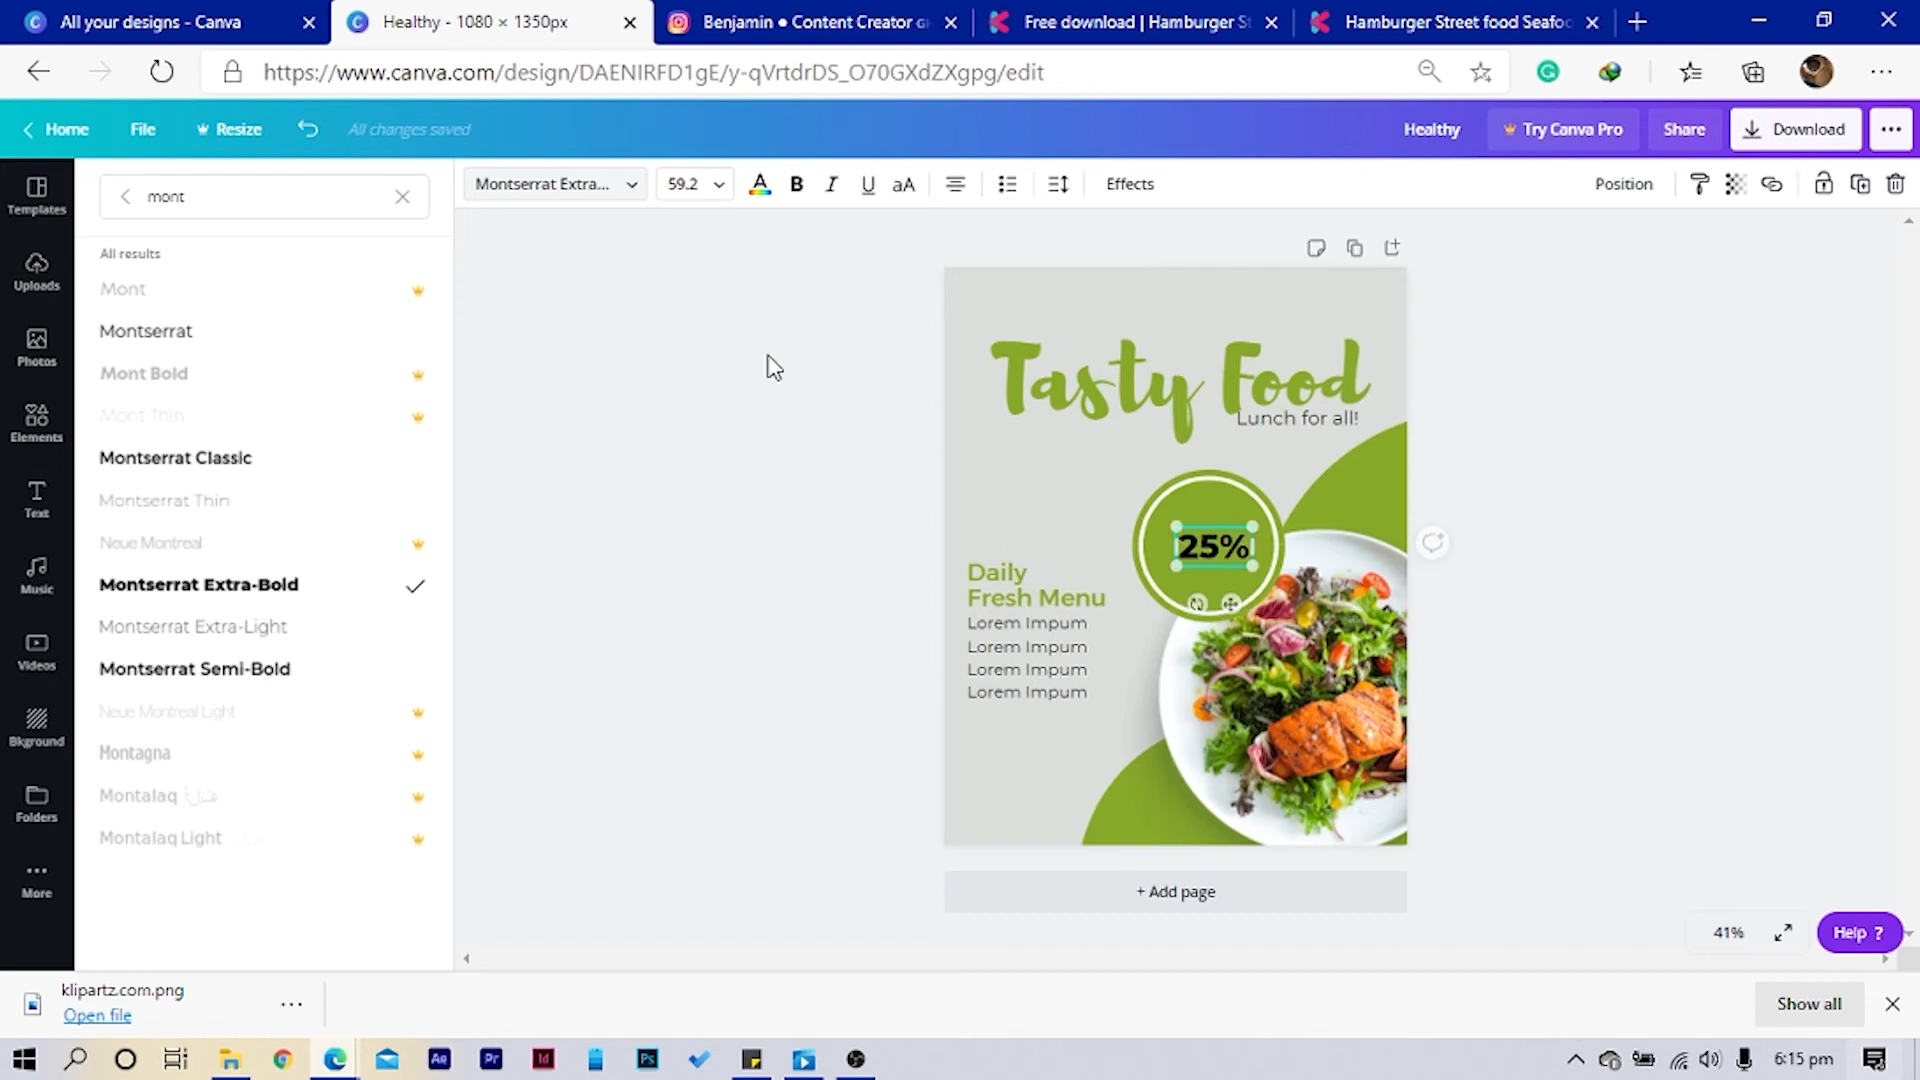 All your designs - Canva
Healthy - 1080 × 1350px
Benjamin ● Content Creator
Free download | Hamburger St
Hamburger Street food Seafoo
https://www.canva.com/design/DAENIRFD1gE/y-qVrtdrDS_O70GXdZXgpg/edit
Home
File
Resize
All changes saved
Healthy
Try Canva Pro
Share
Download
Templates
Uploads
Photos
Elements
Text
Music
Videos
Bkground
Folders
More
mont
All results
Mont
Montserrat
Mont Bold
Mont Thin
Montserrat Classic
Montserrat Thin
Neue Montreal
Montserrat Extra-Bold
Montserrat Extra-Light
Montserrat Semi-Bold
Neue Montreal Light
Montagna
Montalaq
Montalaq Light
Montserrat Extra...
59.2
B
I
U
aA
Effects
Position
Tasty Food
Lunch for all!
25%
Daily
Fresh Menu
Lorem Impum
Lorem Impum
Lorem Impum
Lorem Impum
+ Add page
41%
Help ?
klipartz.com.png
Open file
Show all
Ae
Pr
Id
Ps
6:15 pm